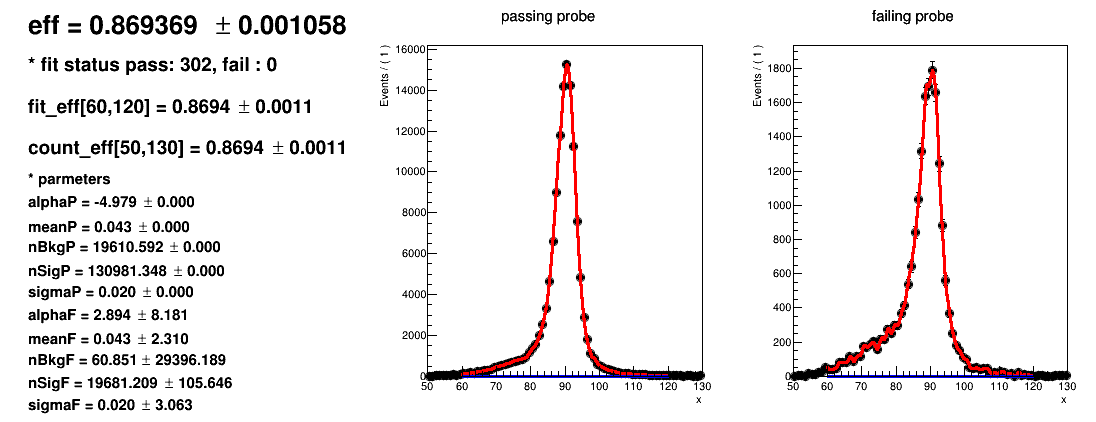 eff = 0.869369 ± 0.001058
* fit status pass: 302, fail : 0
fit_eff[60,120] = 0.8694 ± 0.0011
count_eff[50,130] = 0.8694 ± 0.0011
* parmeters
alphaP = -4.979 ± 0.000
meanP = 0.043 ± 0.000
nBkgP = 19610.592 ± 0.000
nSigP = 130981.348 ± 0.000
sigmaP = 0.020 ± 0.000
alphaF = 2.894 ± 8.181
meanF = 0.043 ± 2.310
nBkgF = 60.851 ± 29396.189
nSigF = 19681.209 ± 105.646
sigmaF = 0.020 ± 3.063
passing probe
Events / ( 1 )
16000
14000
12000
10000
8000
6000
4000
2000
0
50 60 70 80 90 100 110 120 130
x
failing probe
Events / ( 1 )
1800
1600
1400
1200
1000
800
600
400
200
0
50 60 70 80 90 100 110 120 130
x